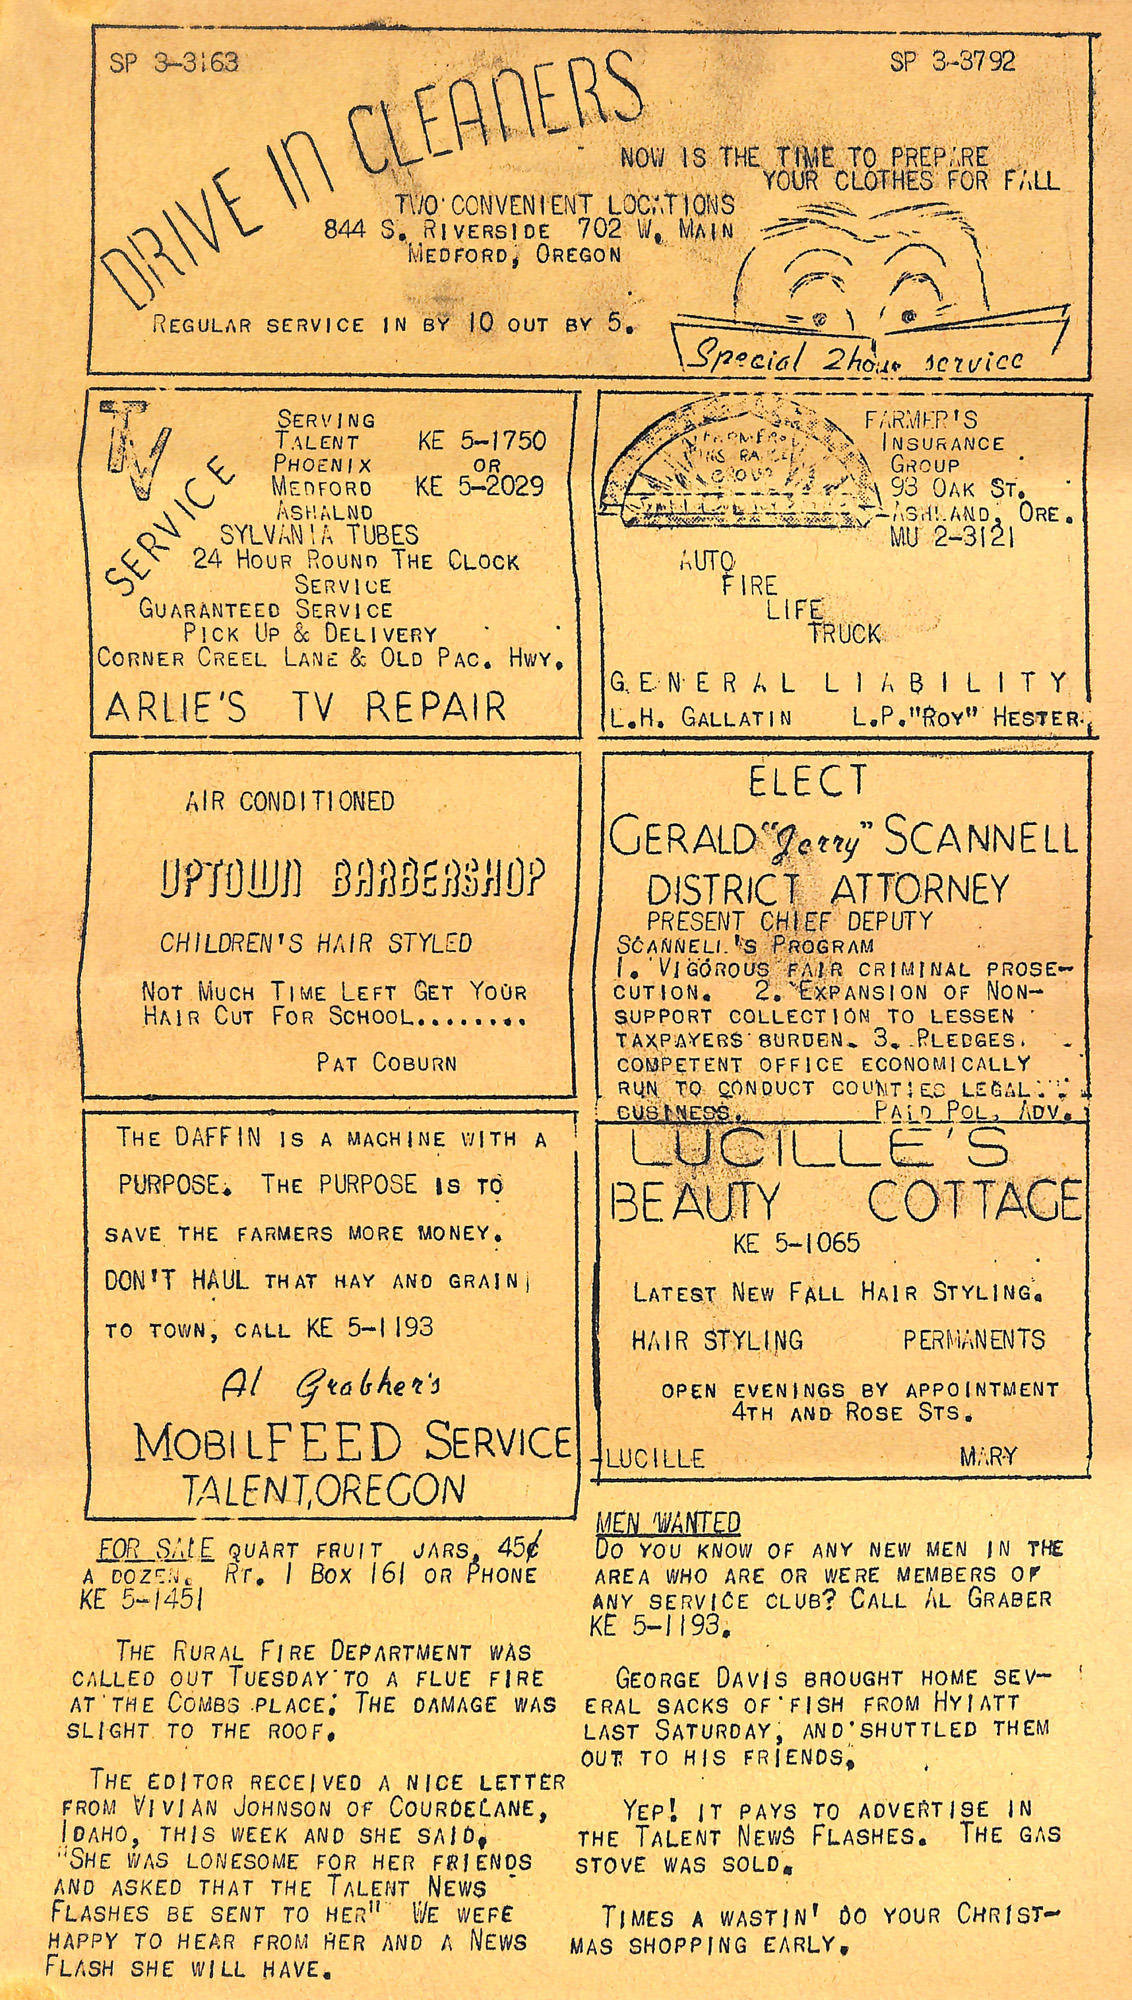 SP 3-3163
SP 3-3792
DRIVE IN CLEANERS
NOW IS THE TIME TO PREPARE
YOUR CLOTHES FOR FALL
TWO CONVENIENT LOCATIONS
844 S. RIVERSIDE 702 W. MAIN
MEDFORD, OREGON
REGULAR SERVICE IN BY 10 OUT BY 5.
Special 2 hour service
TV SERVICE
SERVING
TALENT KE 5-1750
PHOENIX OR
MEDFORD KE 5-2029
ASHALND
SYLVANIA TUBES
24 HOUR ROUND THE CLOCK
SERVICE
GUARANTEED SERVICE
PICK UP & DELIVERY
CORNER CREEL LANE & OLD PAC. HWY.
ARLIE'S TV REPAIR
FARMERS
INSURANCE
GROUP
FARMER'S
INSURANCE
GROUP
93 OAK ST.
ASHLAND, ORE.
MU 2-3121
AUTO
FIRE
LIFE
TRUCK
GENERAL LIABILITY
L.H. GALLATIN L.P."ROY" HESTER
AIR CONDITIONED
UPTOWN BARBERSHOP
CHILDREN'S HAIR STYLED
NOT MUCH TIME LEFT GET YOUR
HAIR CUT FOR SCHOOL........
PAT COBURN
ELECT
GERALD "Jerry" SCANNELL
DISTRICT ATTORNEY
PRESENT CHIEF DEPUTY
SCANNELL'S PROGRAM
1. VIGOROUS FAIR CRIMINAL PROSE-
CUTION. 2. EXPANSION OF NON-
SUPPORT COLLECTION TO LESSEN
TAXPAYERS BURDEN. 3. PLEDGES.
COMPETENT OFFICE ECONOMICALLY
RUN TO CONDUCT COUNTIES LEGAL
BUSINESS. PAID POL. ADV.
THE DAFFIN IS A MACHINE WITH A
PURPOSE. THE PURPOSE IS TO
SAVE THE FARMERS MORE MONEY.
DON'T HAUL THAT HAY AND GRAIN
TO TOWN, CALL KE 5-1193
Al Grabher's
MOBILFEED SERVICE
TALENT, OREGON
LUCILLE'S
BEAUTY COTTAGE
KE 5-1065
LATEST NEW FALL HAIR STYLING.
HAIR STYLING PERMANENTS
OPEN EVENINGS BY APPOINTMENT
4TH AND ROSE STS.
LUCILLE MARY
FOR SALE QUART FRUIT JARS, 45¢
A DOZEN. RT. 1 BOX 161 OR PHONE
KE 5-1451
THE RURAL FIRE DEPARTMENT WAS
CALLED OUT TUESDAY TO A FLUE FIRE
AT THE COMBS PLACE. THE DAMAGE WAS
SLIGHT TO THE ROOF.
THE EDITOR RECEIVED A NICE LETTER
FROM VIVIAN JOHNSON OF COURDELANE,
IDAHO, THIS WEEK AND SHE SAID,
"SHE WAS LONESOME FOR HER FRIENDS
AND ASKED THAT THE TALENT NEWS
FLASHES BE SENT TO HER" WE WERE
HAPPY TO HEAR FROM HER AND A NEWS
FLASH SHE WILL HAVE.
MEN WANTED
DO YOU KNOW OF ANY NEW MEN IN THE
AREA WHO ARE OR WERE MEMBERS OF
ANY SERVICE CLUB? CALL AL GRABER
KE 5-1193.
GEORGE DAVIS BROUGHT HOME SEV-
ERAL SACKS OF FISH FROM HYIATT
LAST SATURDAY, AND SHUTTLED THEM
OUT TO HIS FRIENDS.
YEP! IT PAYS TO ADVERTISE IN
THE TALENT NEWS FLASHES. THE GAS
STOVE WAS SOLD.
TIMES A WASTIN' DO YOUR CHRIST-
MAS SHOPPING EARLY.